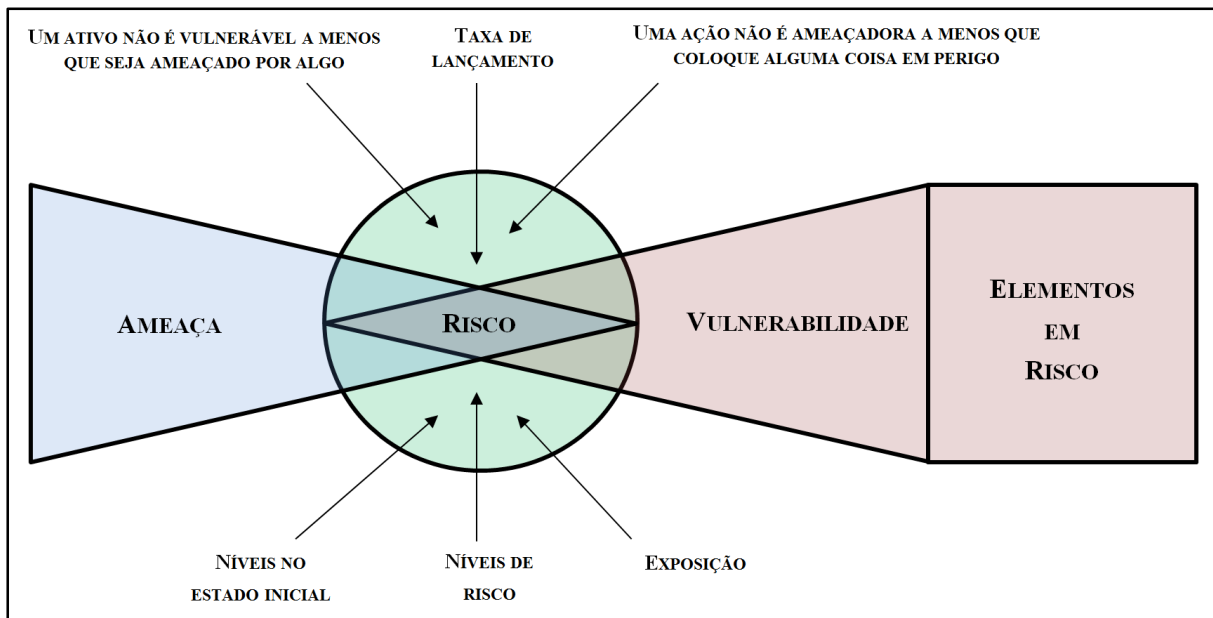 UM ATIVO NÃO É VULNERÁVEL A MENOS
QUE SEJA AMEAÇADO POR ALGO
TAXA DE
LANÇAMENTO
UMA AÇÃO NÃO É AMEAÇADORA A MENOS QUE
COLOQUE ALGUMA COISA EM PERIGO
AMEAÇA
RISCO
VULNERABILIDADE
ELEMENTOS
EM
RISCO
NÍVEIS NO
ESTADO INICIAL
NÍVEIS DE
RISCO
EXPOSIÇÃO